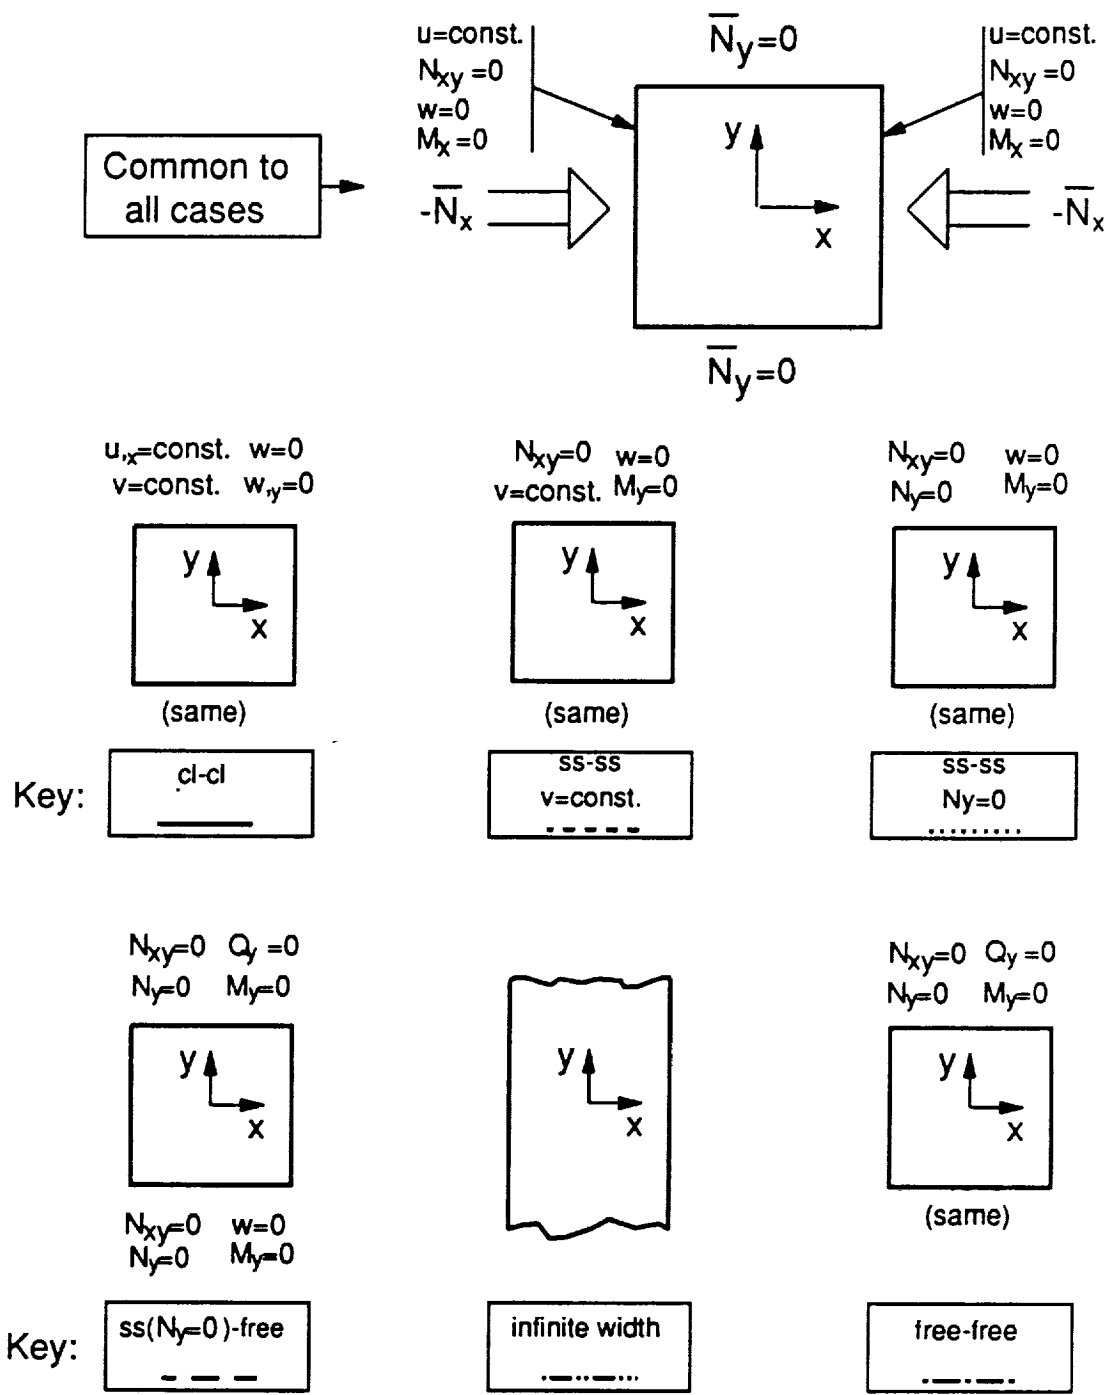 u=const.
N̅y=0
u=const.
Nxy=0
Nxy=0
w=0
w=0
Mx=0
Mx=0
y
x
Common to
all cases
-N̅x
-N̅x
N̅y=0
u,x=const. w=0
v=const. w,y=0
Nxy=0 w=0
v=const. My=0
Nxy=0 w=0
Ny=0 My=0
y
x
y
x
y
x
(same)
(same)
(same)
Key:
cl-cl
ss-ss
v=const.
ss-ss
Ny=0
Nxy=0 Qy=0
Ny=0 My=0
Nxy=0 Qy=0
Ny=0 My=0
y
x
y
x
y
x
Nxy=0 w=0
Ny=0 My=0
(same)
Key:
ss(Ny=0)-free
infinite width
free-free